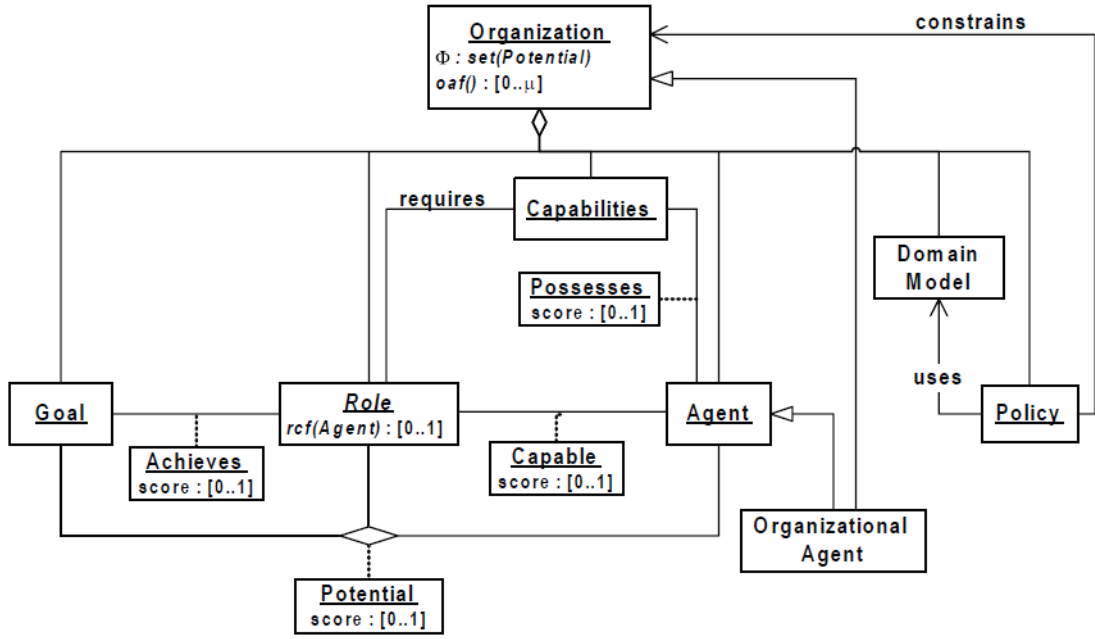 Organization
Φ : set(Potential)
oaf() : [0..μ]
constrains
requires
Capabilities
Domain
Model
Possesses
score : [0..1]
uses
Goal
Role
rcf(Agent) : [0..1]
Agent
Policy
Achieves
score : [0..1]
Capable
score : [0..1]
Organizational
Agent
Potential
score : [0..1]